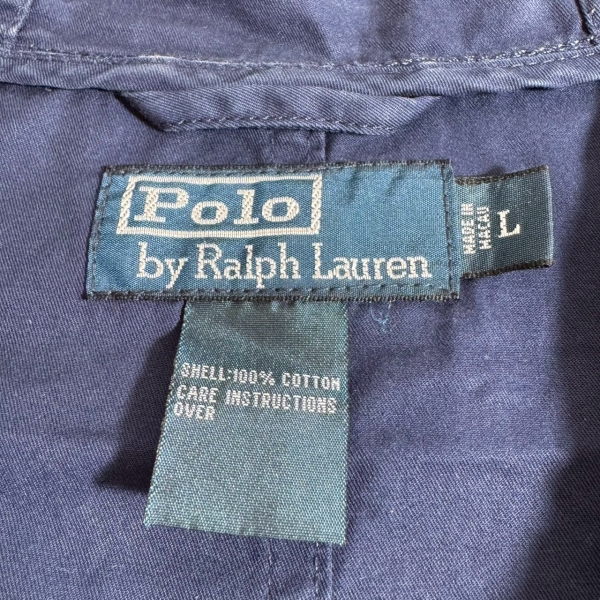 Polo
by Ralph Lauren
MADE IN
MACAU
L
SHELL:100% COTTON
CARE INSTRUCTIONS
OVER